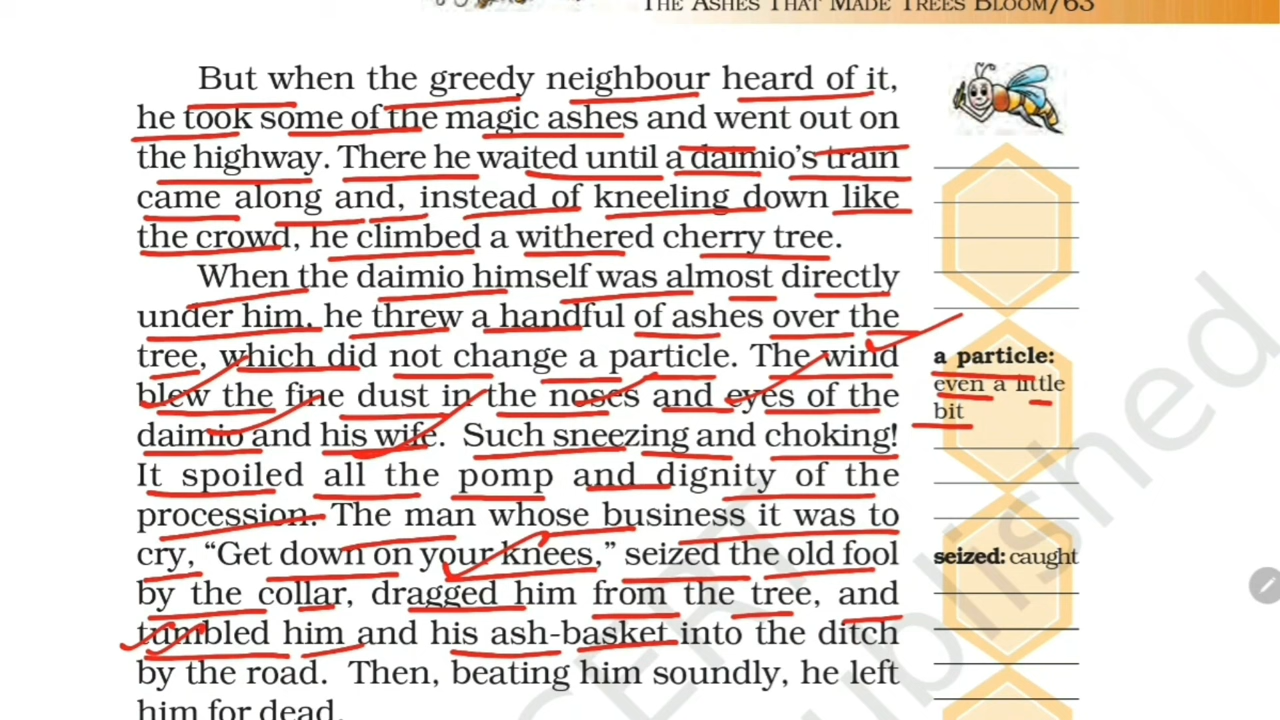 THE ASHES THAT MADE TREES BLOOM/63
But when the greedy neighbour heard of it,
he took some of the magic ashes and went out on
the highway. There he waited until a daimio's train
came along and, instead of kneeling down like
the crowd, he climbed a withered cherry tree.
When the daimio himself was almost directly
under him, he threw a handful of ashes over the
tree, which did not change a particle. The wind
blew the fine dust in the noses and eyes of the
daimio and his wife. Such sneezing and choking!
It spoiled all the pomp and dignity of the
procession. The man whose business it was to
cry, “Get down on your knees,” seized the old fool
by the collar, dragged him from the tree, and
tumbled him and his ash-basket into the ditch
by the road. Then, beating him soundly, he left
him for dead.
a particle:
even a little
bit
seized: caught